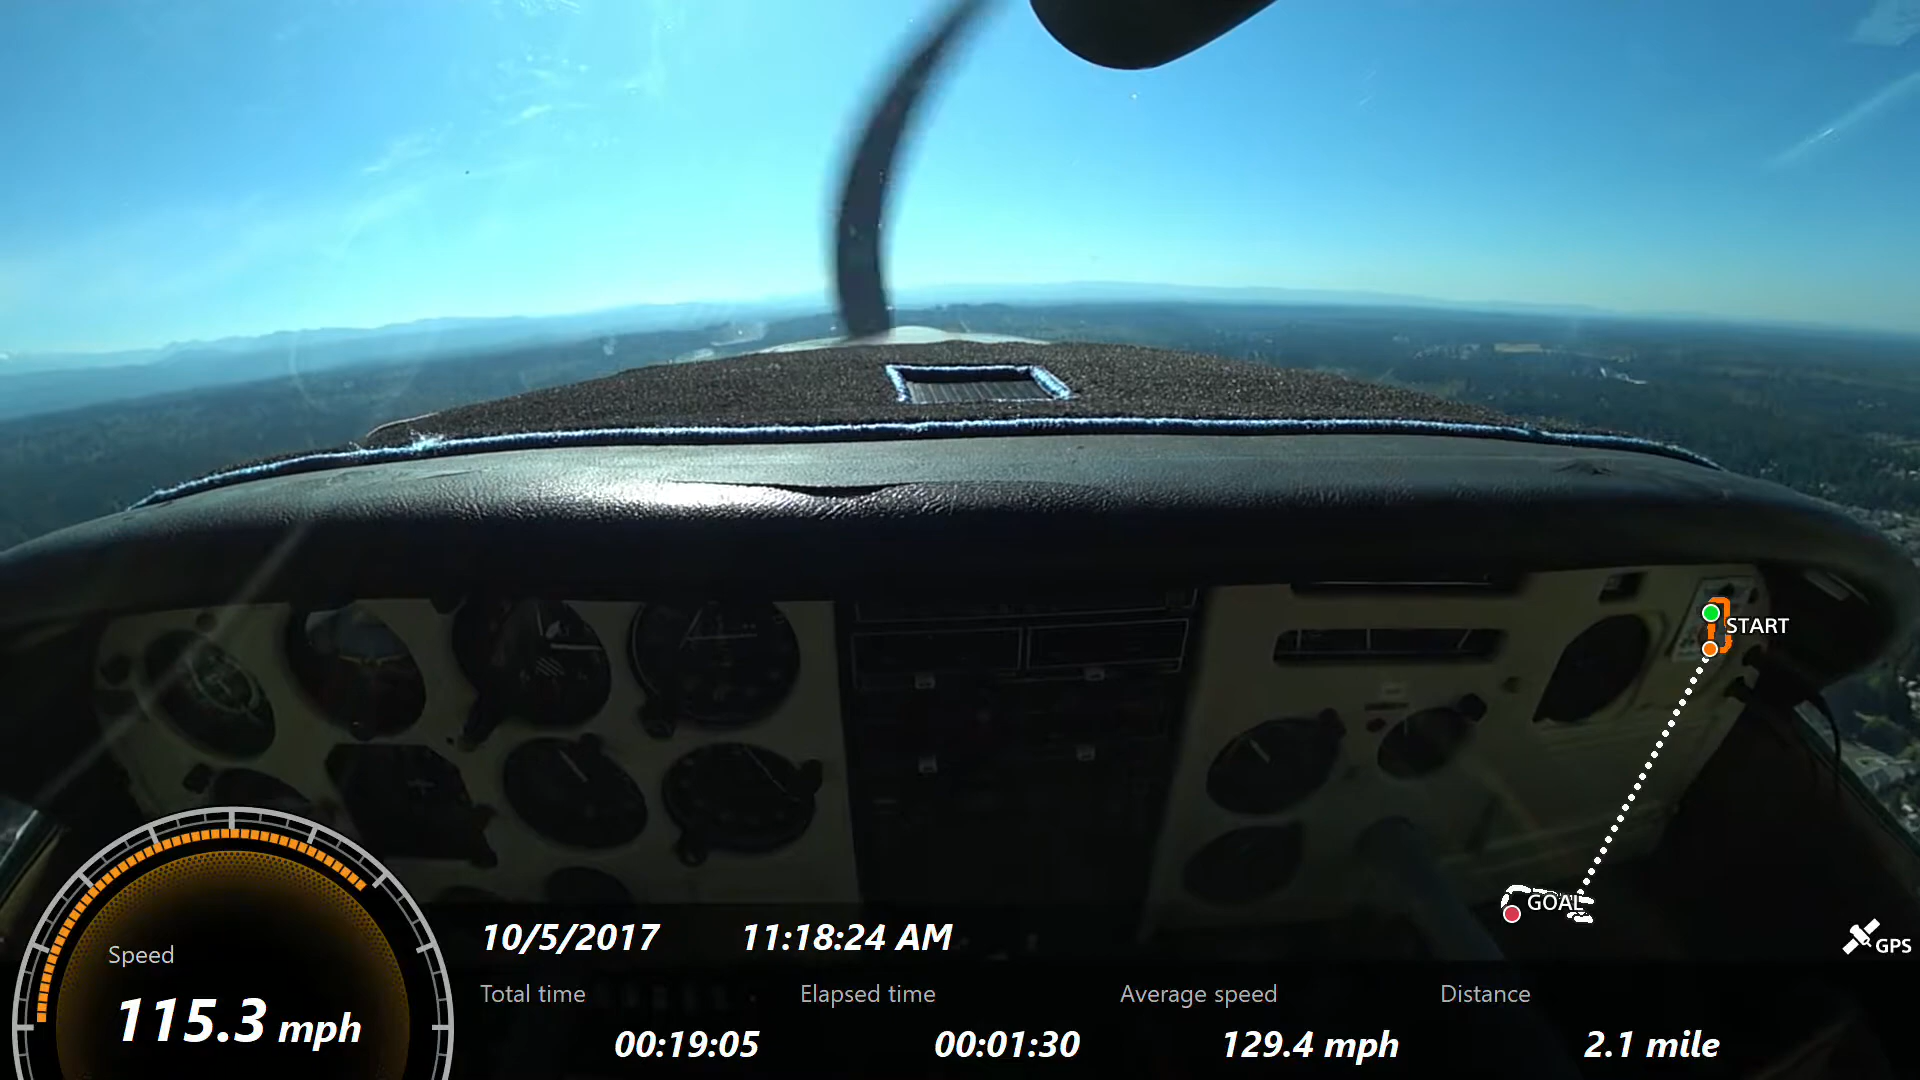 START
GOAL
GPS
10/5/2017 11:18:24 AM
Speed
115.3 mph
Total time Elapsed time Average speed Distance
00:19:05 00:01:30 129.4 mph 2.1 mile